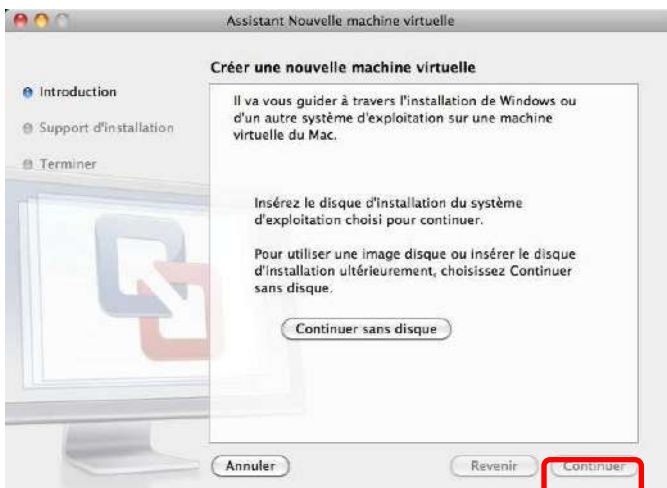 Assistant Nouvelle machine virtuelle
Créer une nouvelle machine virtuelle
Introduction
Support d'installation
Terminer
Il va vous guider à travers l'installation de Windows ou
d'un autre système d'exploitation sur une machine
virtuelle du Mac.
Insérez le disque d'installation du système
d'exploitation choisi pour continuer.
Pour utiliser une image disque ou insérer le disque
d'installation ultérieurement, choisissez Continuer
sans disque.
Continuer sans disque
Annuler
Revenir
Continuer